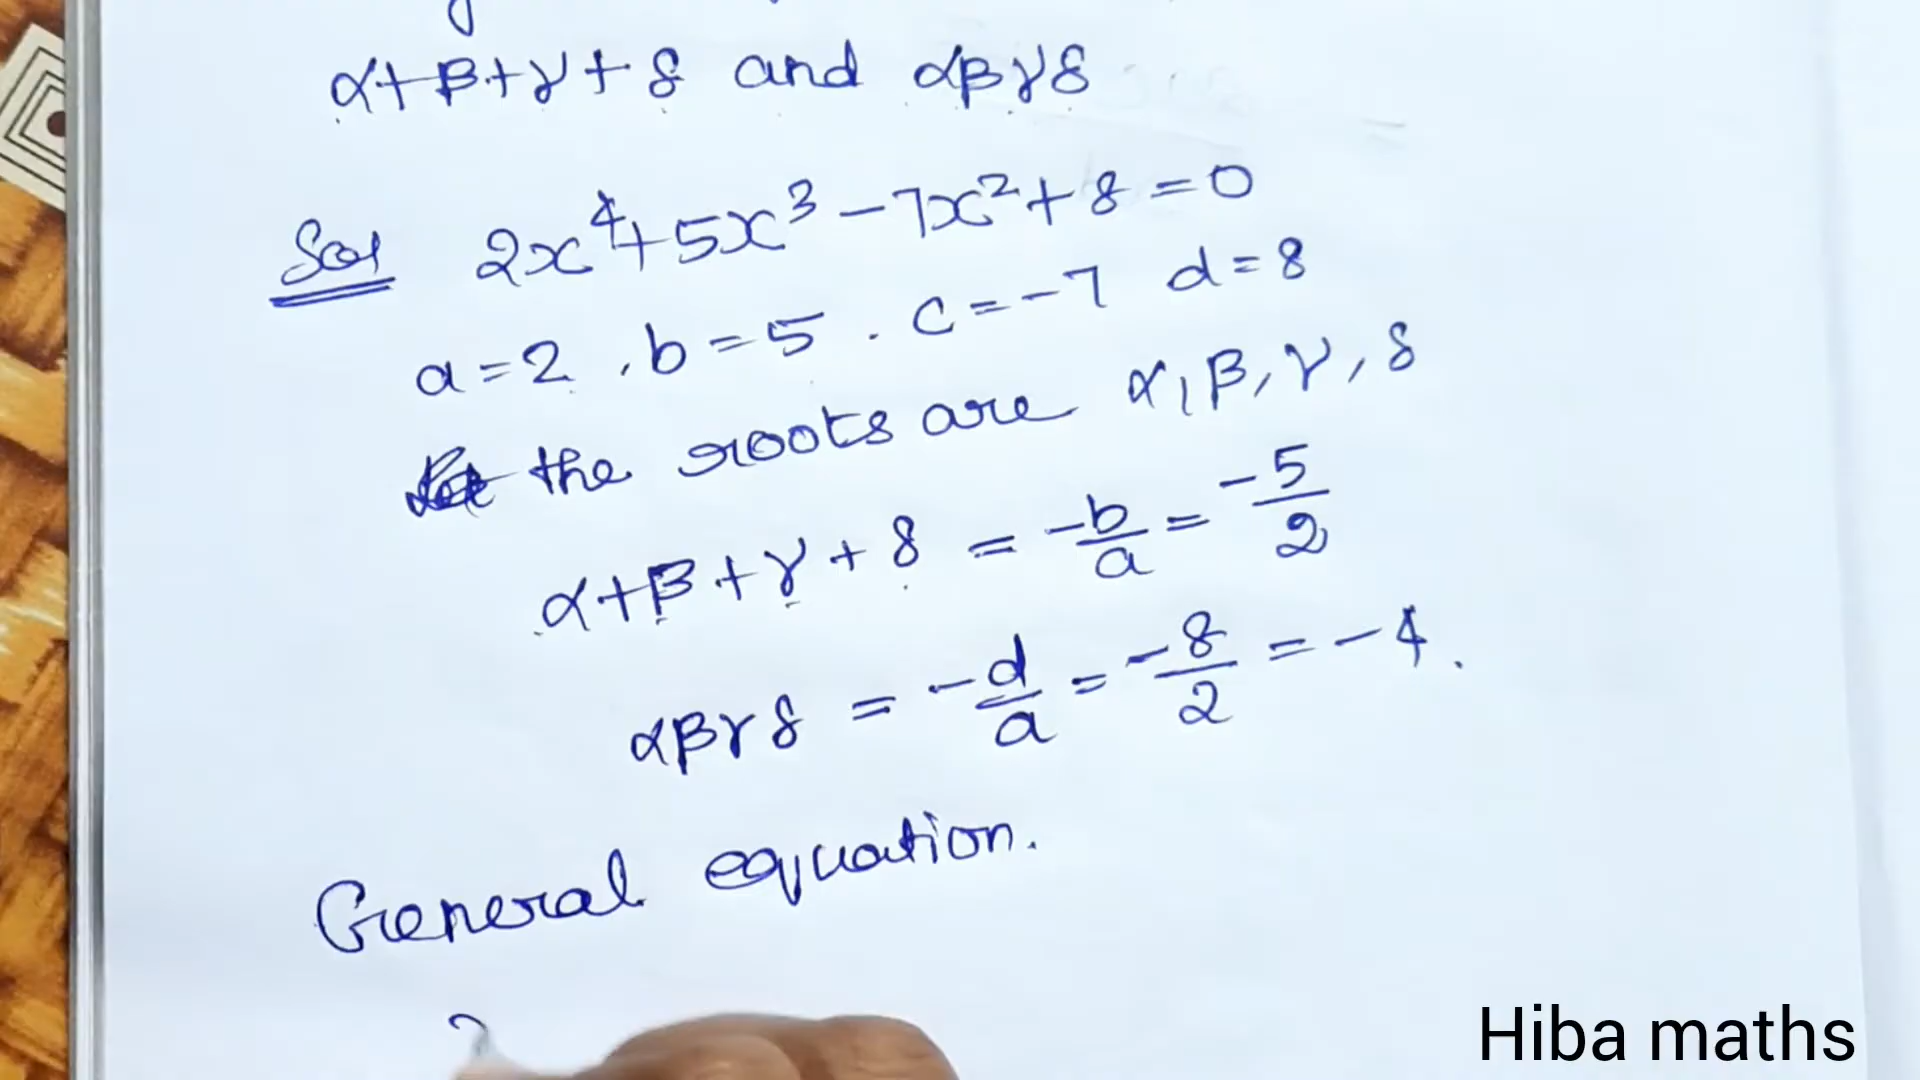 α+β+γ+δ and αβγδ
Sol 2x⁴+5x³-7x²+8=0
a=2, b=5. c=-7 d=8
the roots are α, β, γ, δ
α+β+γ+δ = -b/a = -5/2
αβγδ = -d/a = -8/2 = -4.
General equation.
Hiba maths